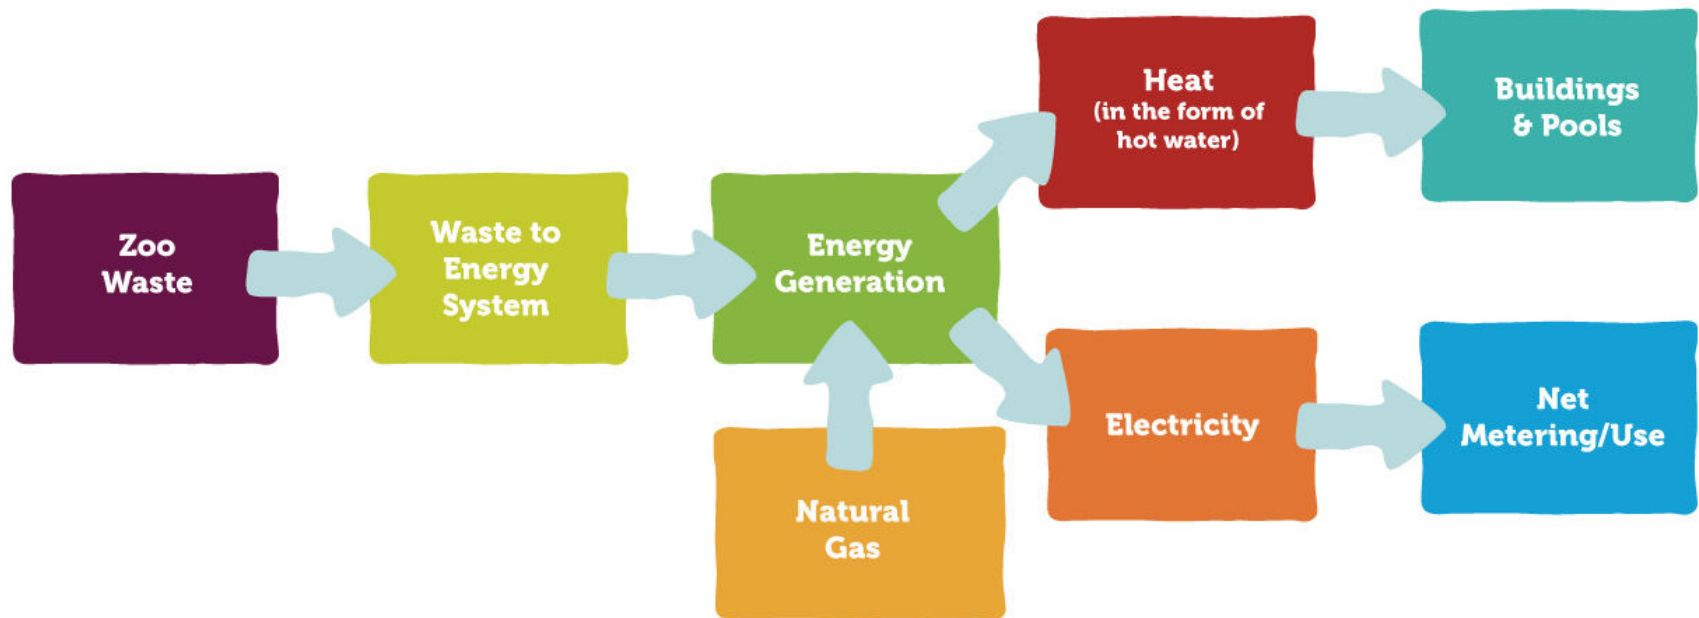 Zoo
Waste
Waste to
Energy
System
Energy
Generation
Natural
Gas
Heat
(in the form of
hot water)
Buildings
& Pools
Electricity
Net
Metering/Use